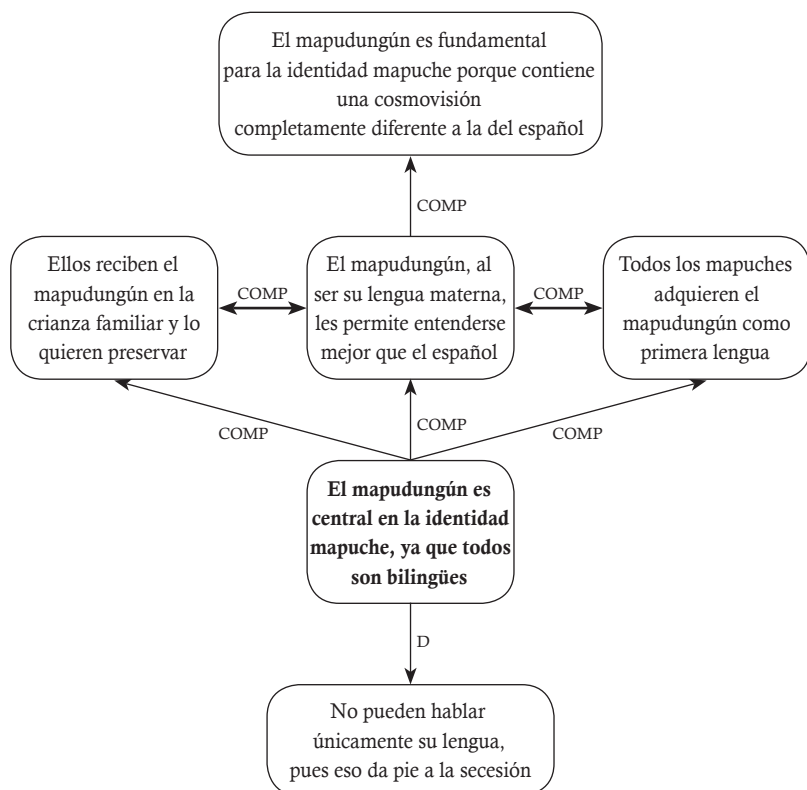 El mapudungún es fundamental
para la identidad mapuche porque contiene
una cosmovisión
completamente diferente a la del español
COMP
Ellos reciben el
mapudungún en la
crianza familiar y lo
quieren preservar
COMP
El mapudungún, al
ser su lengua materna,
les permite entenderse
mejor que el español
COMP
Todos los mapuches
adquieren el
mapudungún como
primera lengua
COMP
COMP
COMP
El mapudungún es
central en la identidad
mapuche, ya que todos
son bilingües
D
No pueden hablar
únicamente su lengua,
pues eso da pie a la secesión